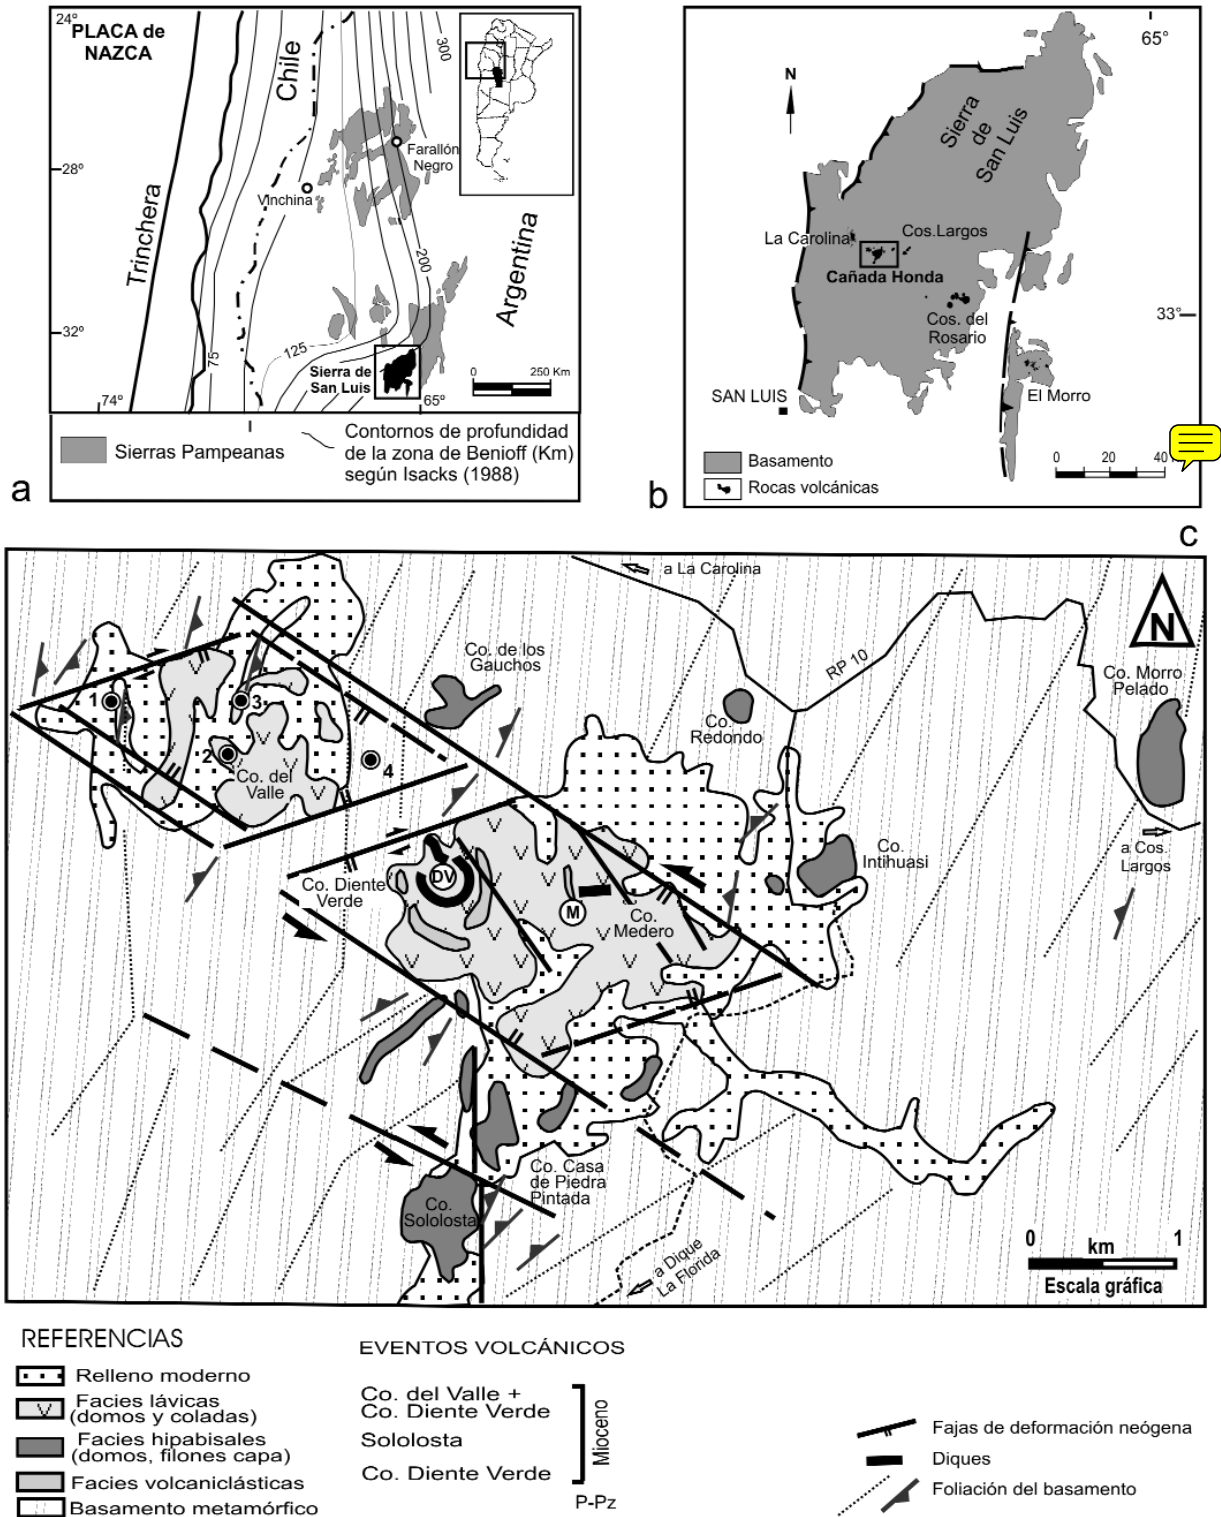 24°
PLACA de
NAZCA
Chile
300
Farallón
Negro
28°
Vinchina
Trinchera
200
Argentina
32°
75
125
Sierra de
San Luis
0 250 Km
74°
65°
Sierras Pampeanas
Contornos de profundidad
de la zona de Benioff (Km)
según Isacks (1988)
a
65°
N
Sierra
de
San Luis
La Carolina
Cos.Largos
Cañada Honda
33°
Cos. del
Rosario
SAN LUIS
El Morro
Basamento
Rocas volcánicas
0 20 40
b
c
a La Carolina
N
Co. de los
Gauchos
RP 10
Co. Morro
Pelado
1
3
Co.
Redondo
2
4
Co. del
Valle
Co.
Intihuasi
a Cos.
Largos
DV
Co. Diente
Verde
M
Co.
Medero
Co. Casa
de Piedra
Pintada
Co.
Sololosta
a Dique
La Florida
0 km 1
Escala gráfica
REFERENCIAS
Relleno moderno
Facies lávicas
(domos y coladas)
Facies hipabisales
(domos, filones capa)
Facies volcaniclásticas
Basamento metamórfico
EVENTOS VOLCÁNICOS
Co. del Valle +
Co. Diente Verde
Sololosta
Co. Diente Verde
Mioceno
P-Pz
Fajas de deformación neógena
Diques
Foliación del basamento